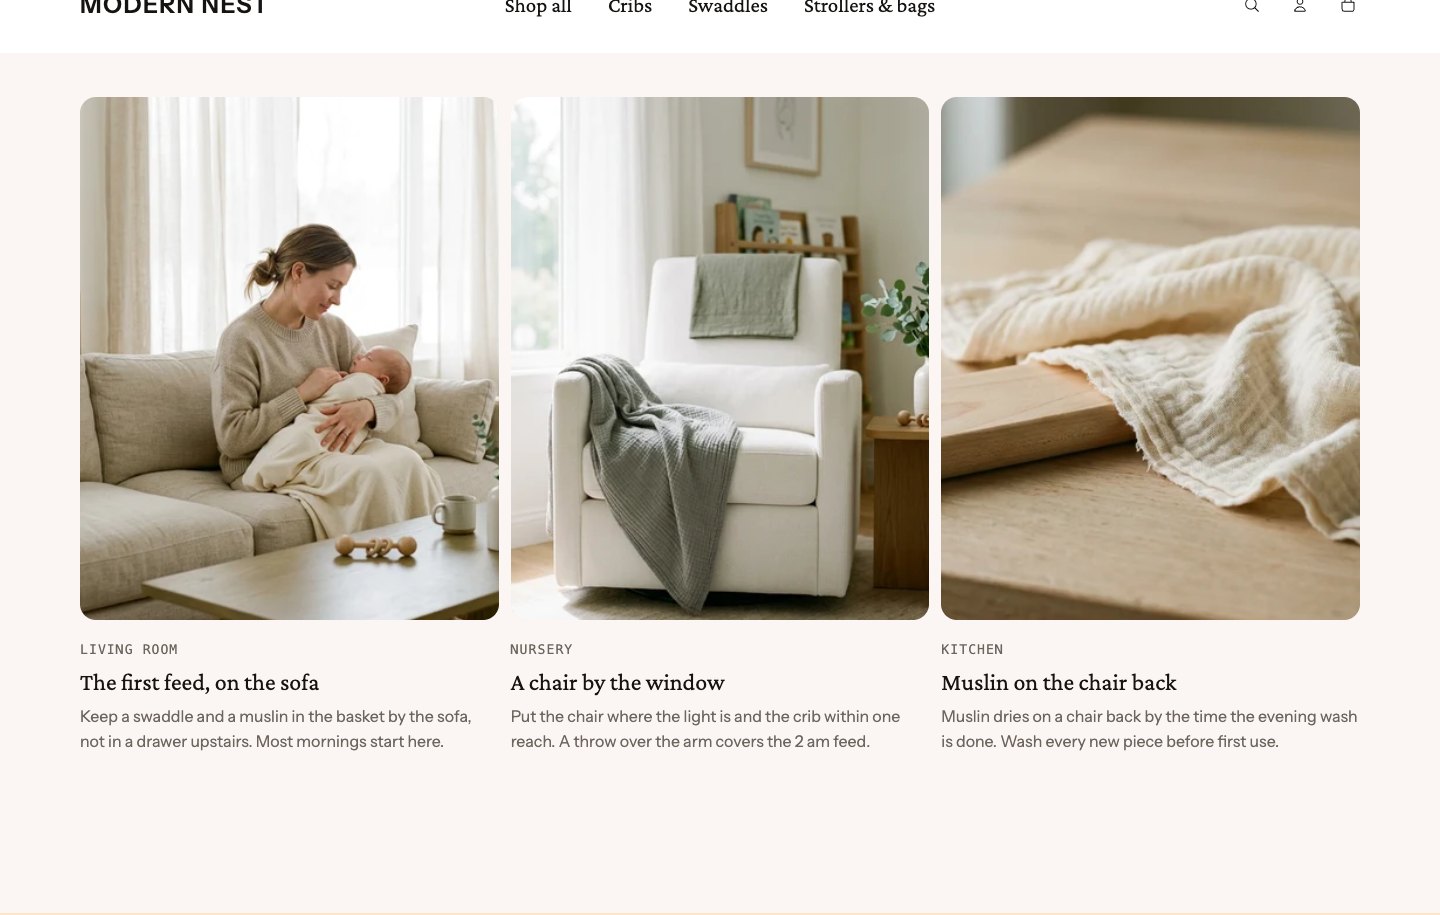 MODERN NEST
Shop all
Cribs
Swaddles
Strollers & bags
LIVING ROOM
The first feed, on the sofa
Keep a swaddle and a muslin in the basket by the sofa,
not in a drawer upstairs. Most mornings start here.
NURSERY
A chair by the window
Put the chair where the light is and the crib within one
reach. A throw over the arm covers the 2 am feed.
KITCHEN
Muslin on the chair back
Muslin dries on a chair back by the time the evening wash
is done. Wash every new piece before first use.